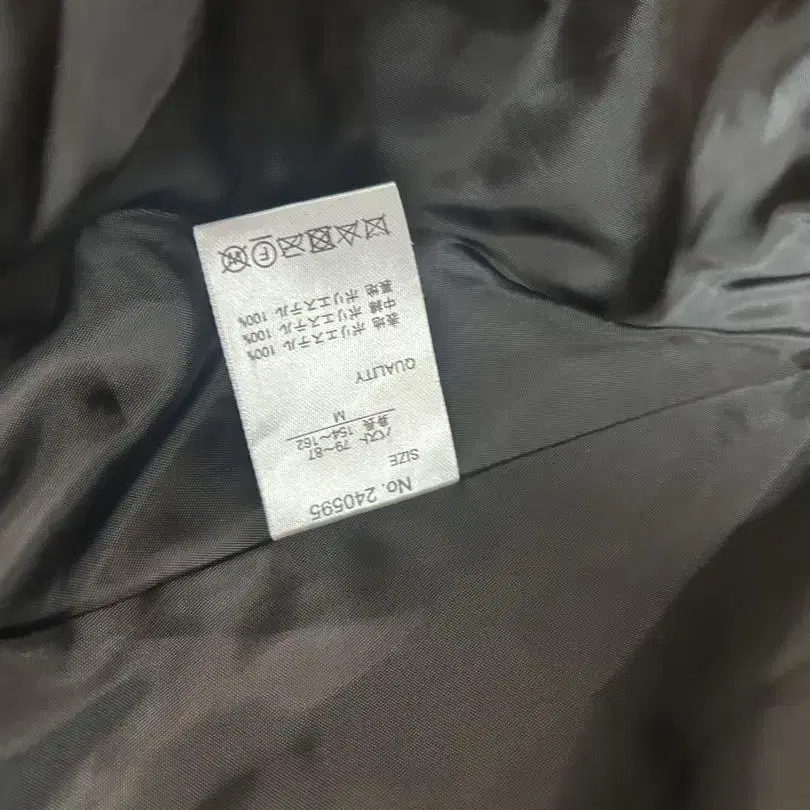 No. 240595
SIZE
バスト 79~87
身長 154~162
M
QUALITY
表地 ポリエステル 100%
中綿 ポリエステル 100%
裏地 ポリエステル 100%
F
W